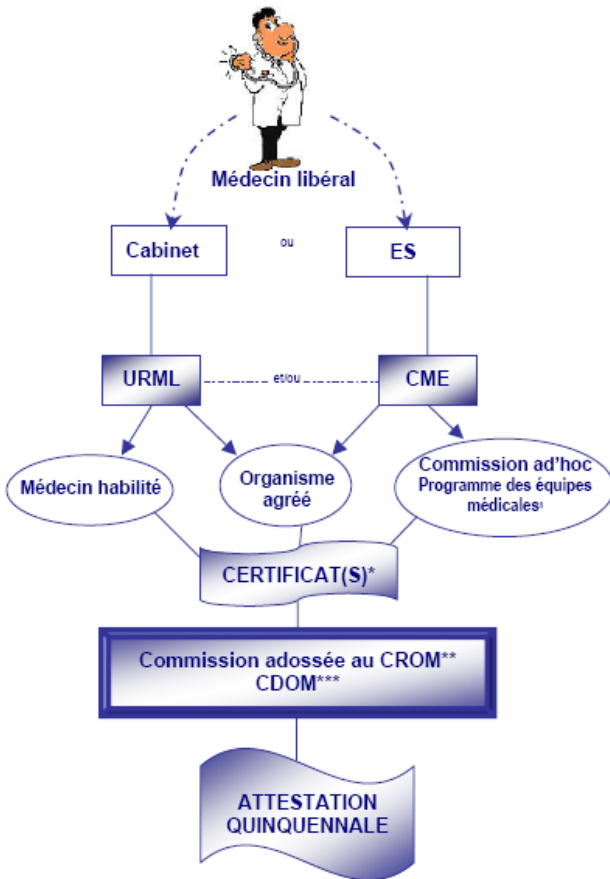 Médecin libéral
Cabinet
ou
ES
URML
et/ou
CME
Médecin habilité
Organisme
agréé
Commission ad'hoc
Programme des équipes
médicales¹
CERTIFICAT(S)*
Commission adossée au CROM**
CDOM***
ATTESTATION
QUINQUENNALE